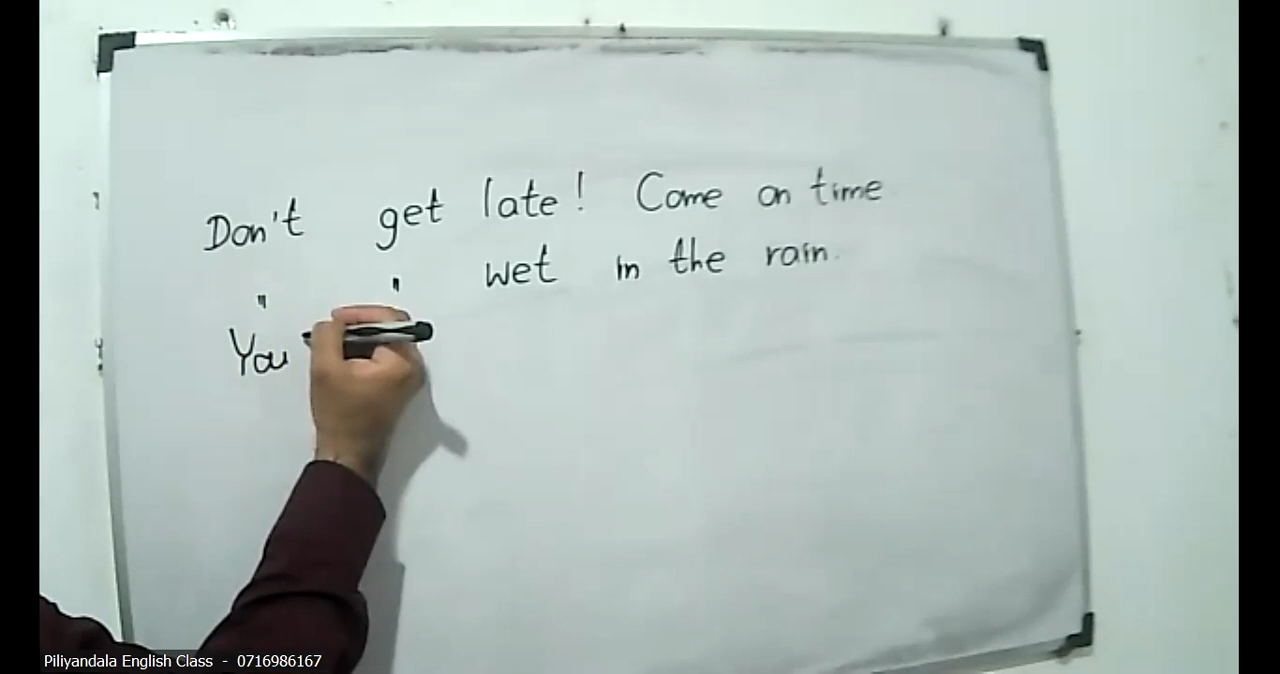 Don't get late! Come on time
" " wet in the rain.
You
Piliyandala English Class - 0716986167